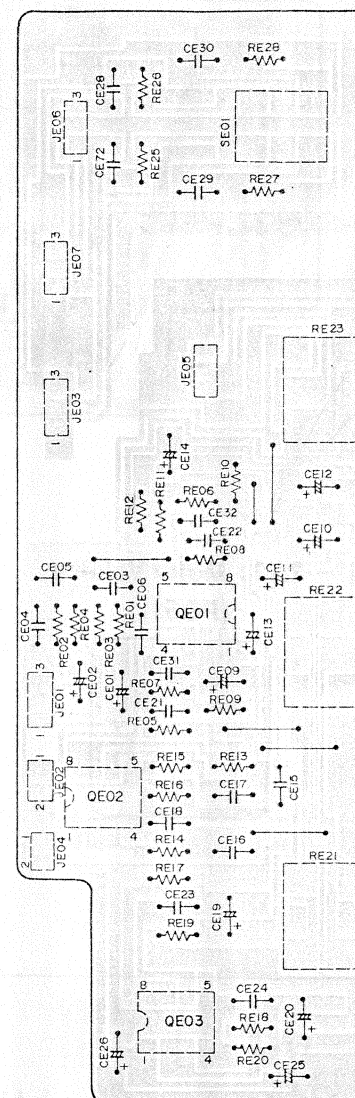 CE30 RE28
CE28 RE26
3
JE06
1
SE01
CE72 RE25
CE29 RE27
3
JE07
1
RE23
JE05
3
JE03
1
+ CE14
RE10
CE12
+
RE12 RE11
RE06
CE32
CE22
CE10
+
RE08
CE05
CE03
CE06
5 8
CE11
+
RE22
CE04
RE02 RE04 RE03 RE01
QE01
4 1
+ CE13
3
JE01
1
CE02
+
CE01
+
CE31
RE07
CE21
RE05
CE09
+
RE09
JE02
1
2
8 5
QE02
1 4
RE15 RE13
RE16 CE17
CE15
CE18
RE14 CE16
1
JE04
2
RE17
RE21
CE23
RE19
CE19
+
8 5
QE03
1 4
CE24
RE18
RE20
CE20
+
CE26
+
CE25
+